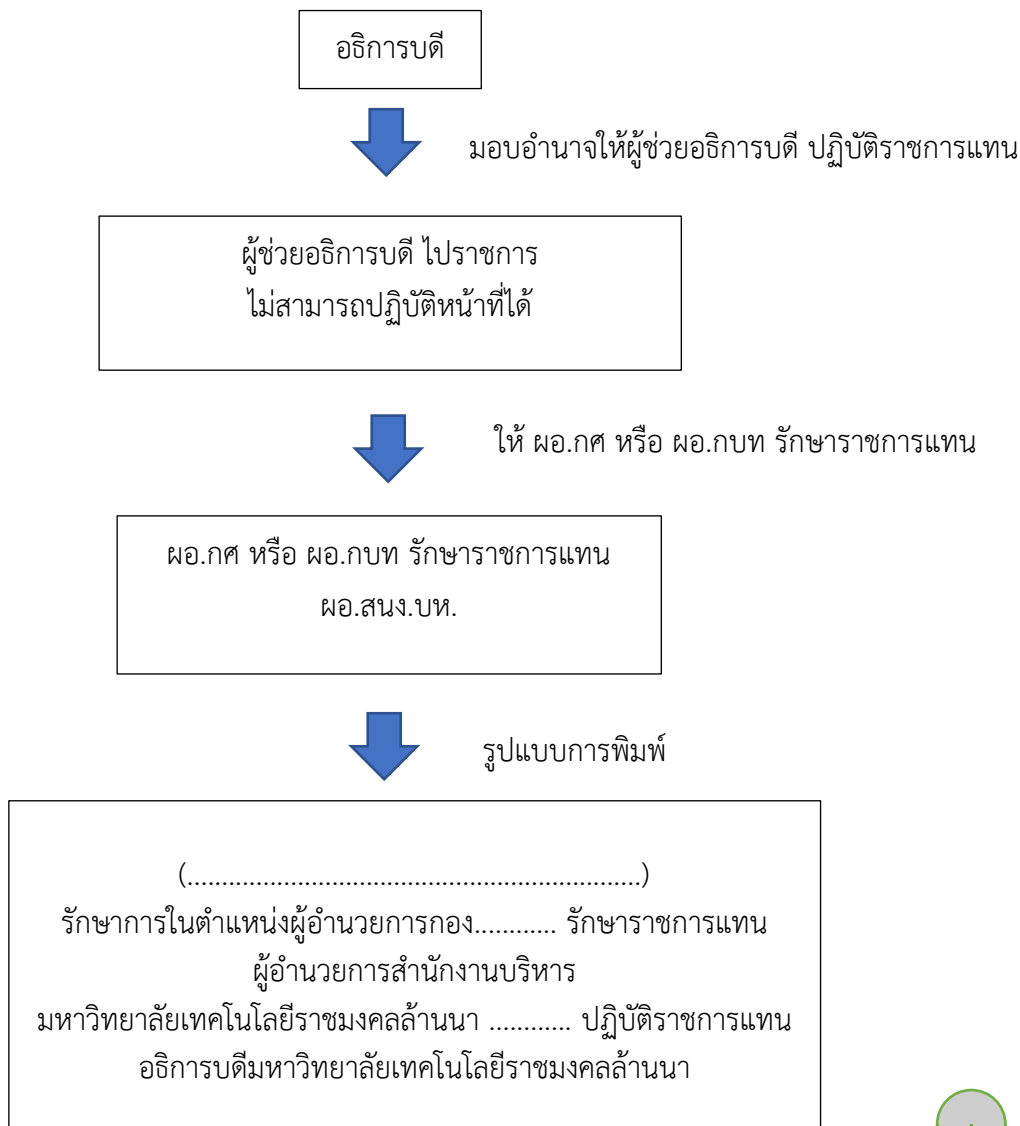 อธิการบดี
มอบอำนาจให้ผู้ช่วยอธิการบดี ปฏิบัติราชการแทน
ผู้ช่วยอธิการบดี ไปราชการ
ไม่สามารถปฏิบัติหน้าที่ได้
ให้ ผอ.กศ หรือ ผอ.กบท รักษาราชการแทน
ผอ.กศ หรือ ผอ.กบท รักษาราชการแทน
ผอ.สนง.บห.
รูปแบบการพิมพ์
(..................................................................)
รักษาการในตำแหน่งผู้อำนวยการกอง............ รักษาราชการแทน
ผู้อำนวยการสำนักงานบริหาร
มหาวิทยาลัยเทคโนโลยีราชมงคลล้านนา ............ ปฏิบัติราชการแทน
อธิการบดีมหาวิทยาลัยเทคโนโลยีราชมงคลล้านนา